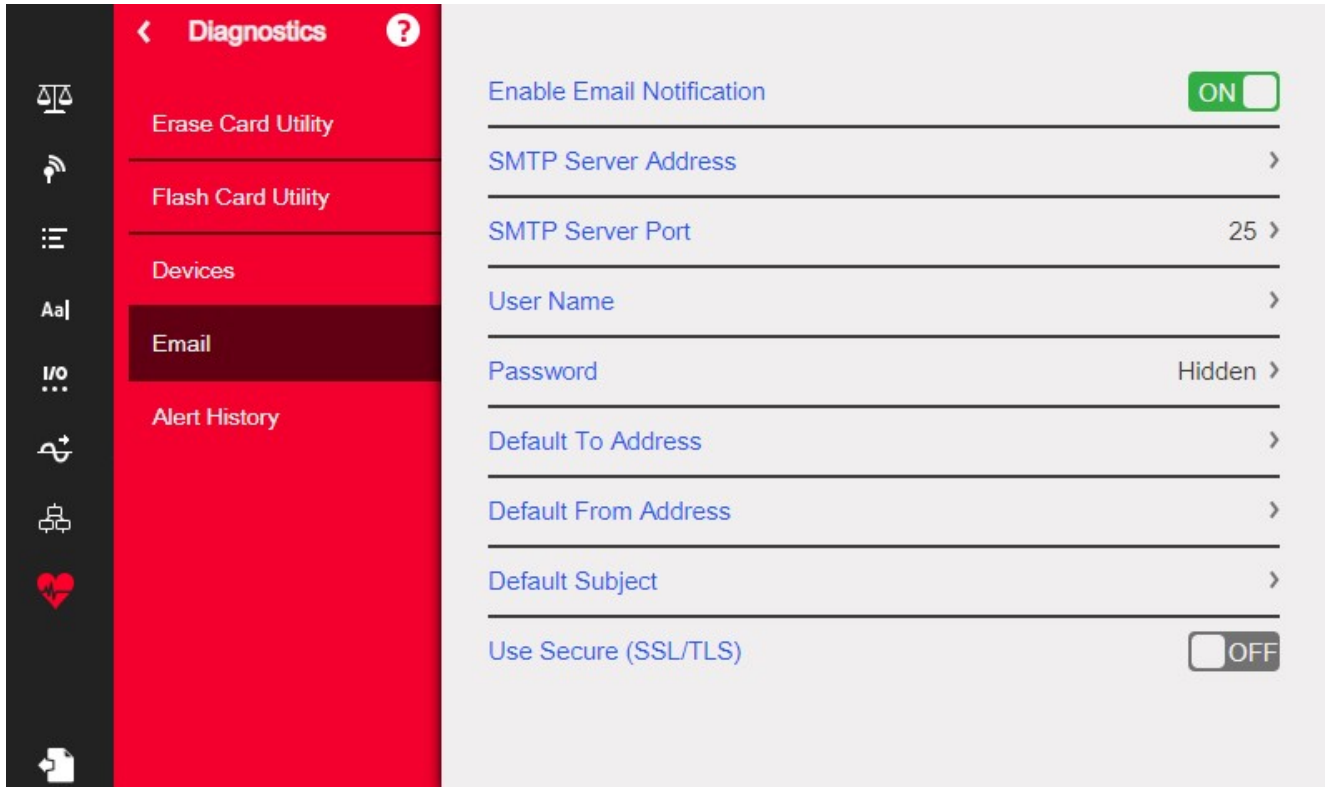 Diagnostics ?
Erase Card Utility
Flash Card Utility
Devices
Email
Alert History
Aa
I/O
Enable Email Notification ON
SMTP Server Address
SMTP Server Port 25
User Name
Password Hidden
Default To Address
Default From Address
Default Subject
Use Secure (SSL/TLS) OFF